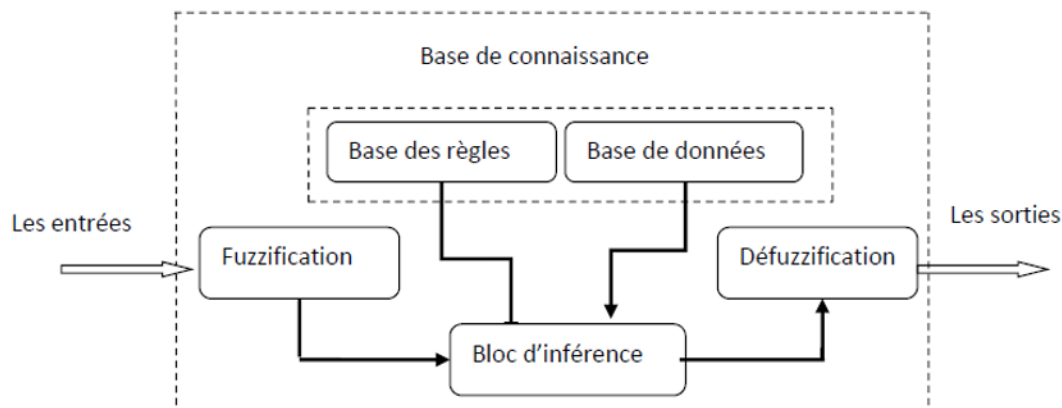 Base de connaissance
Base des règles
Base de données
Les entrées
Les sorties
Fuzzification
Défuzzification
Bloc d’inférence